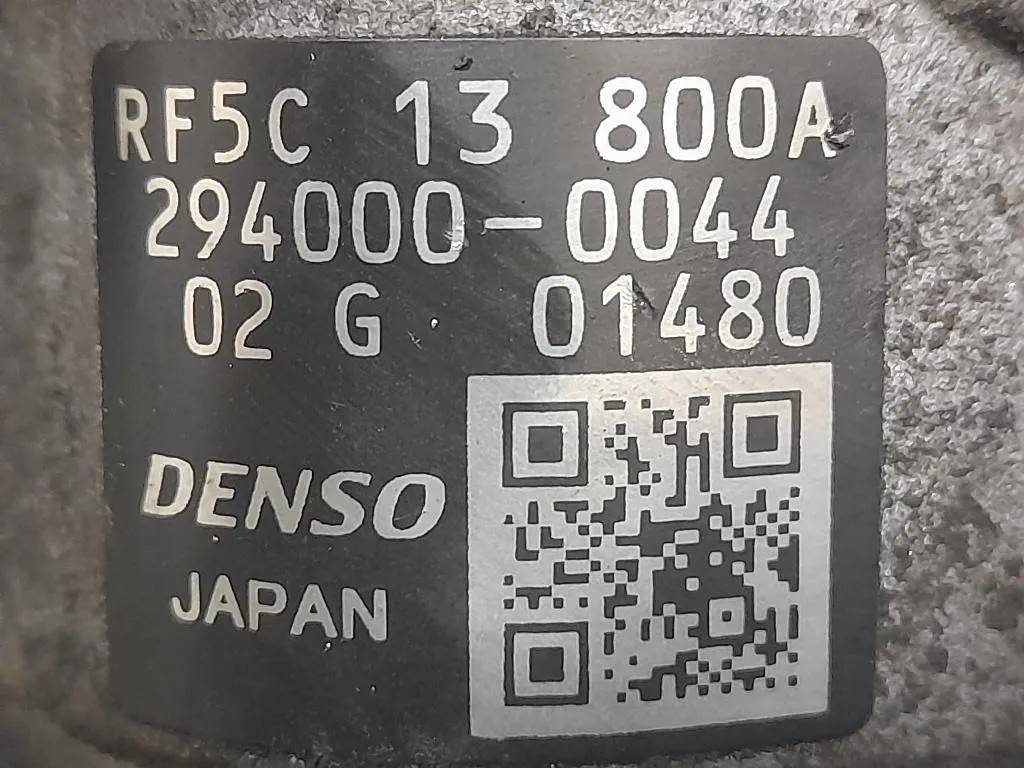 RF5C 13 800A
294000-0044
02 G 01480
DENSO
JAPAN